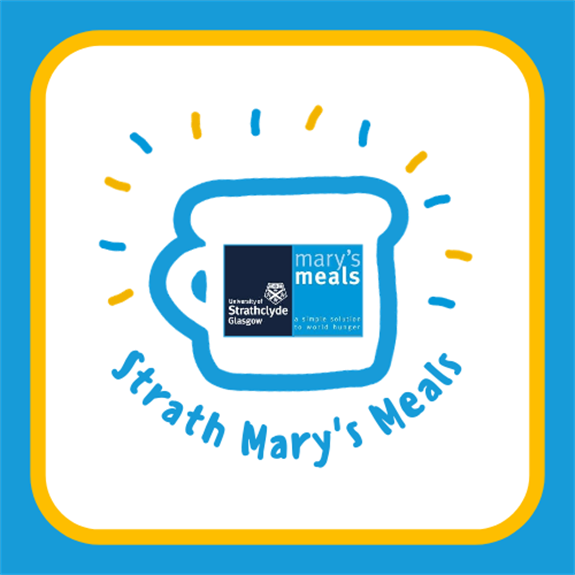 mary's
meals
University of
Strathclyde
Glasgow
a simple solution
to world hunger
Strath Mary's Meals